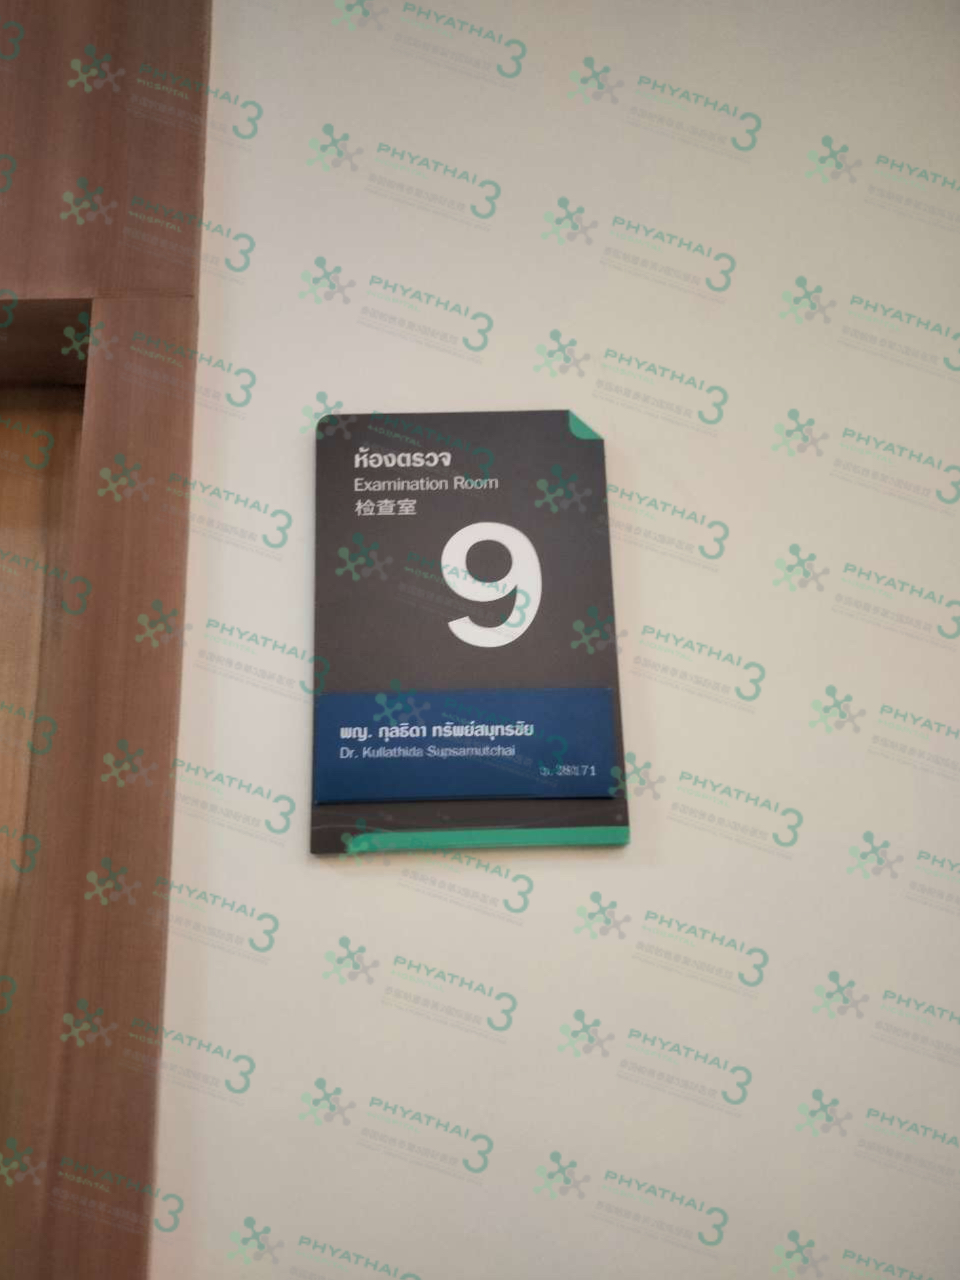 ห้องตรวจ
Examination Room
检查室
9
พญ. กุลธิดา ทรัพย์สมุทรชัย
Dr. Kullathida Supsamutchai
PHYATHAI 3
HOSPITAL